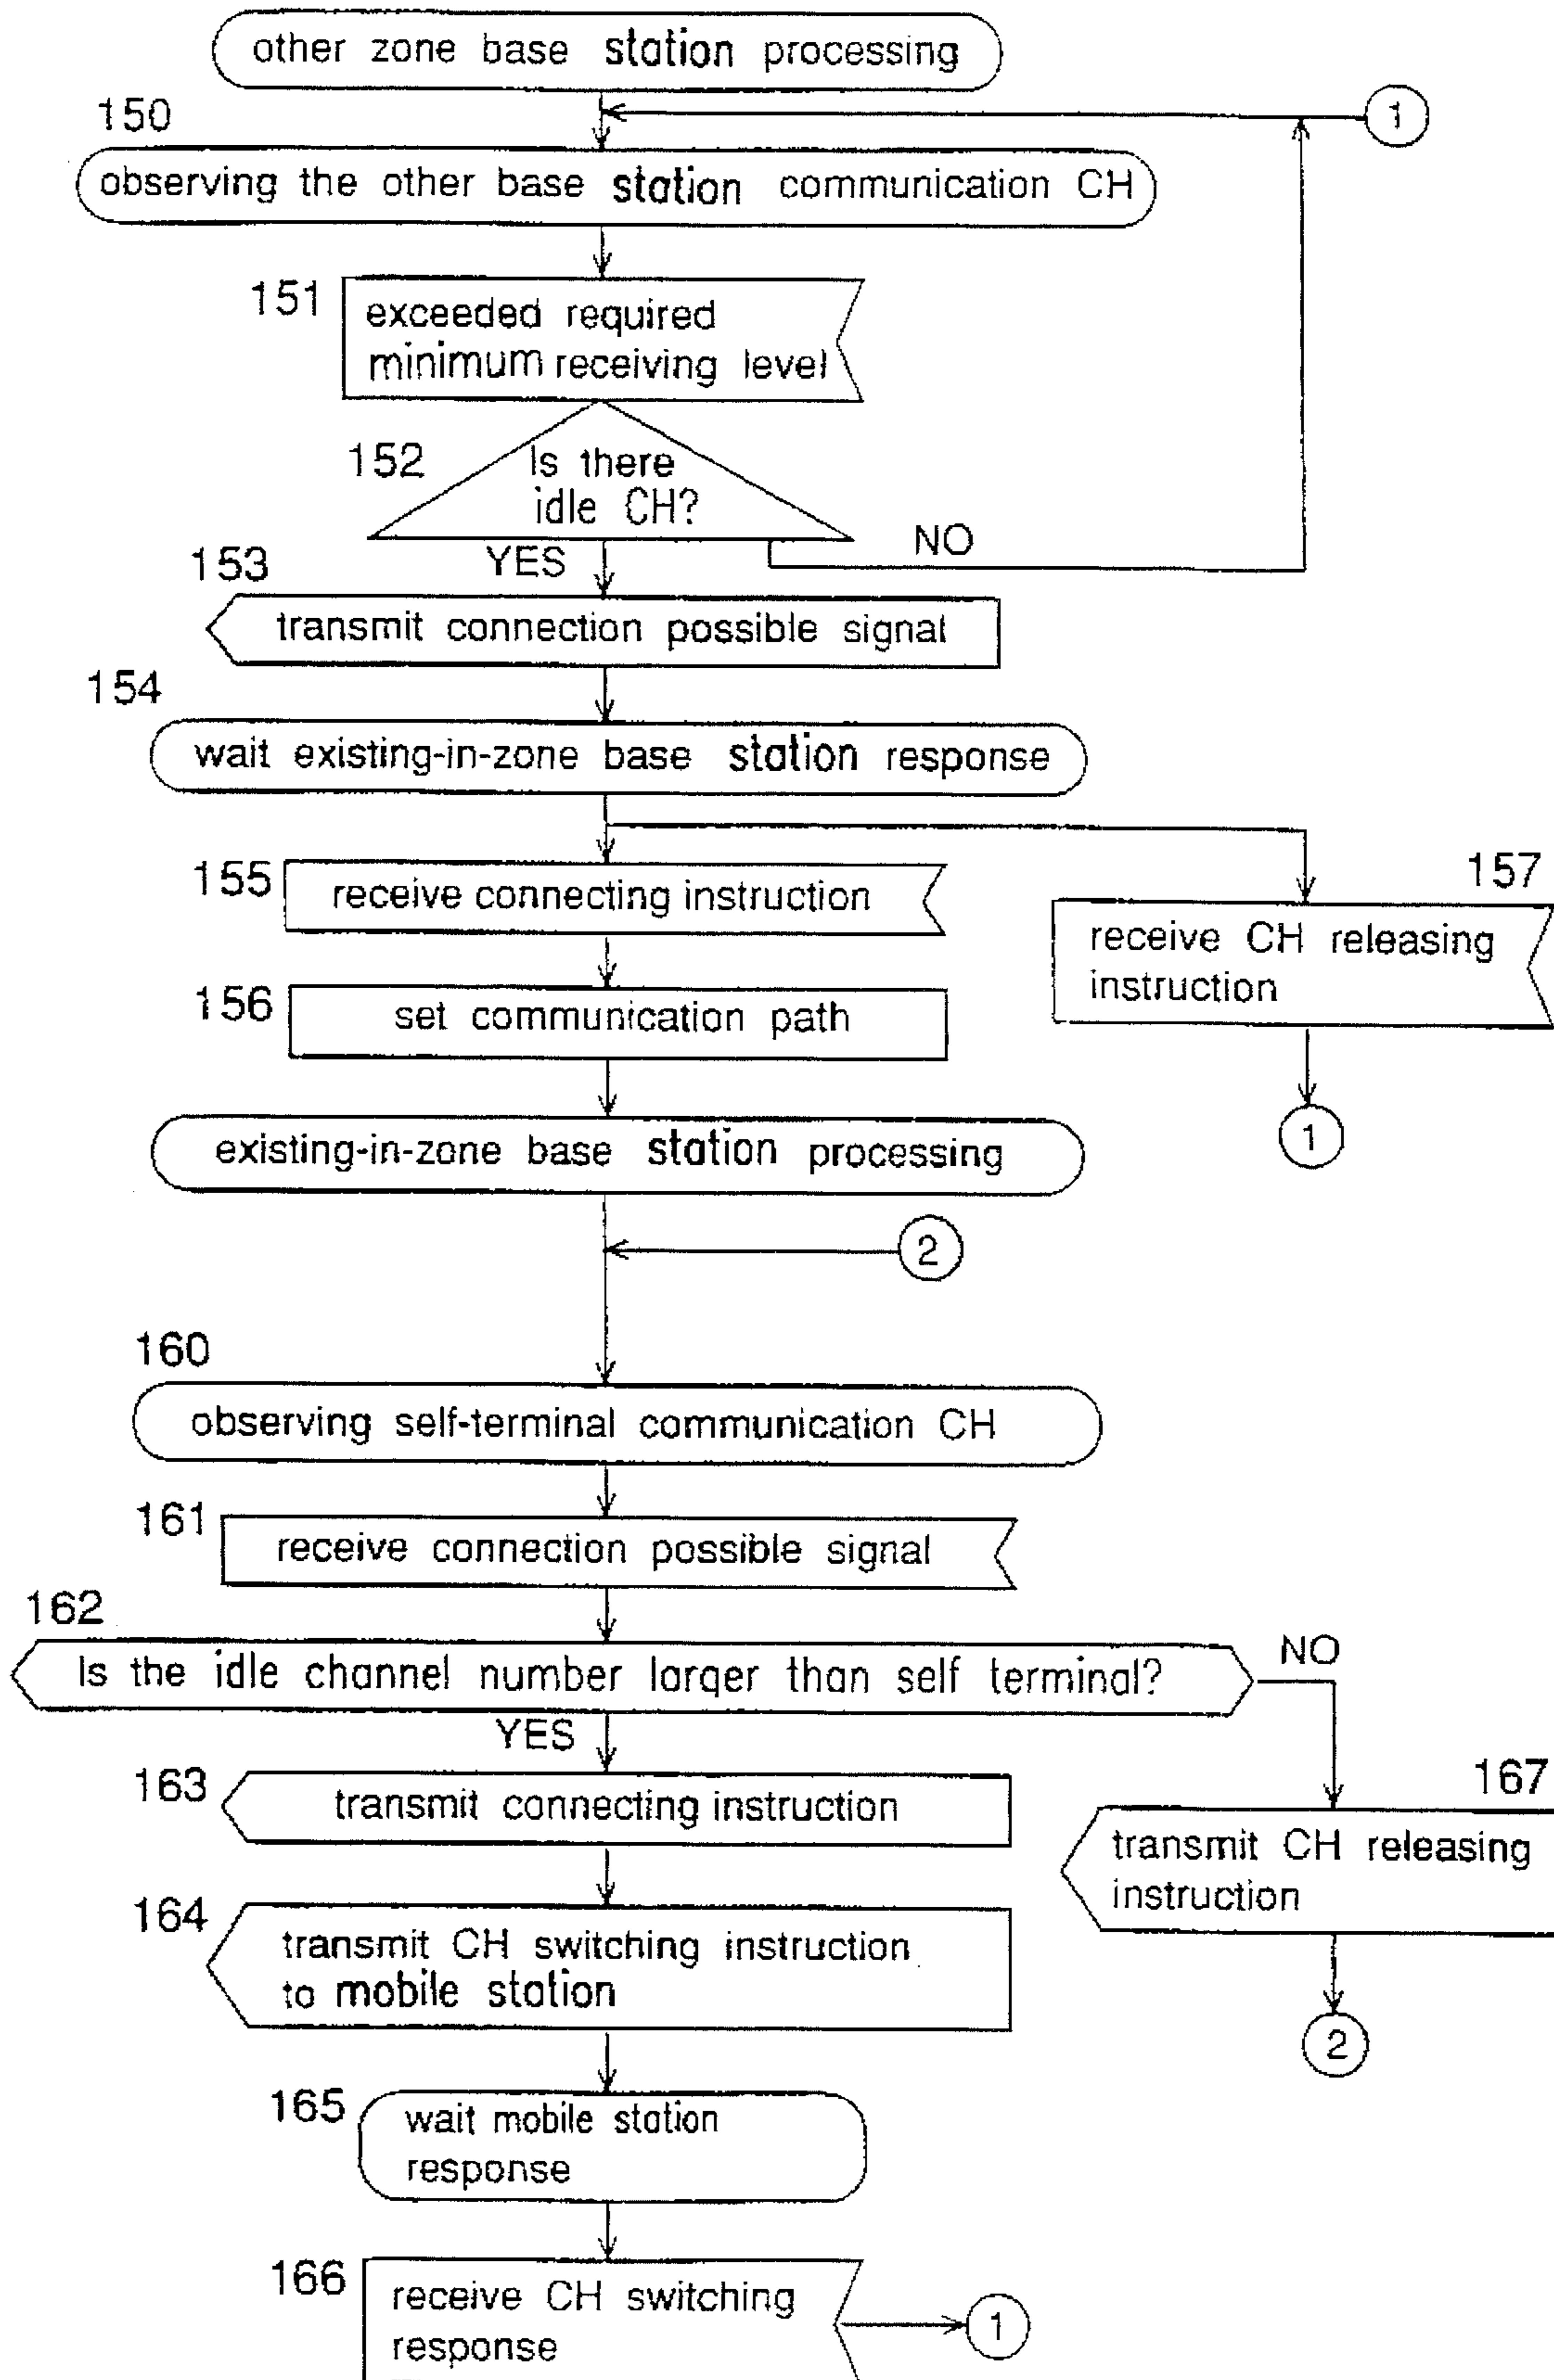 other zone base station processing
1
150
observing the other base station communication CH
151
exceeded required
minimum receiving level
152
Is there
idle CH?
NO
YES
153
transmit connection possible signal
154
wait existing-in-zone base station response
155
receive connecting instruction
157
receive CH releasing
instruction
156
set communication path
1
existing-in-zone base station processing
2
160
observing self-terminal communication CH
161
receive connection possible signal
162
Is the idle channel number larger than self terminal?
NO
YES
163
transmit connecting instruction
167
transmit CH releasing
instruction
164
transmit CH switching instruction
to mobile station
2
165
wait mobile station
response
166
receive CH switching
response
1